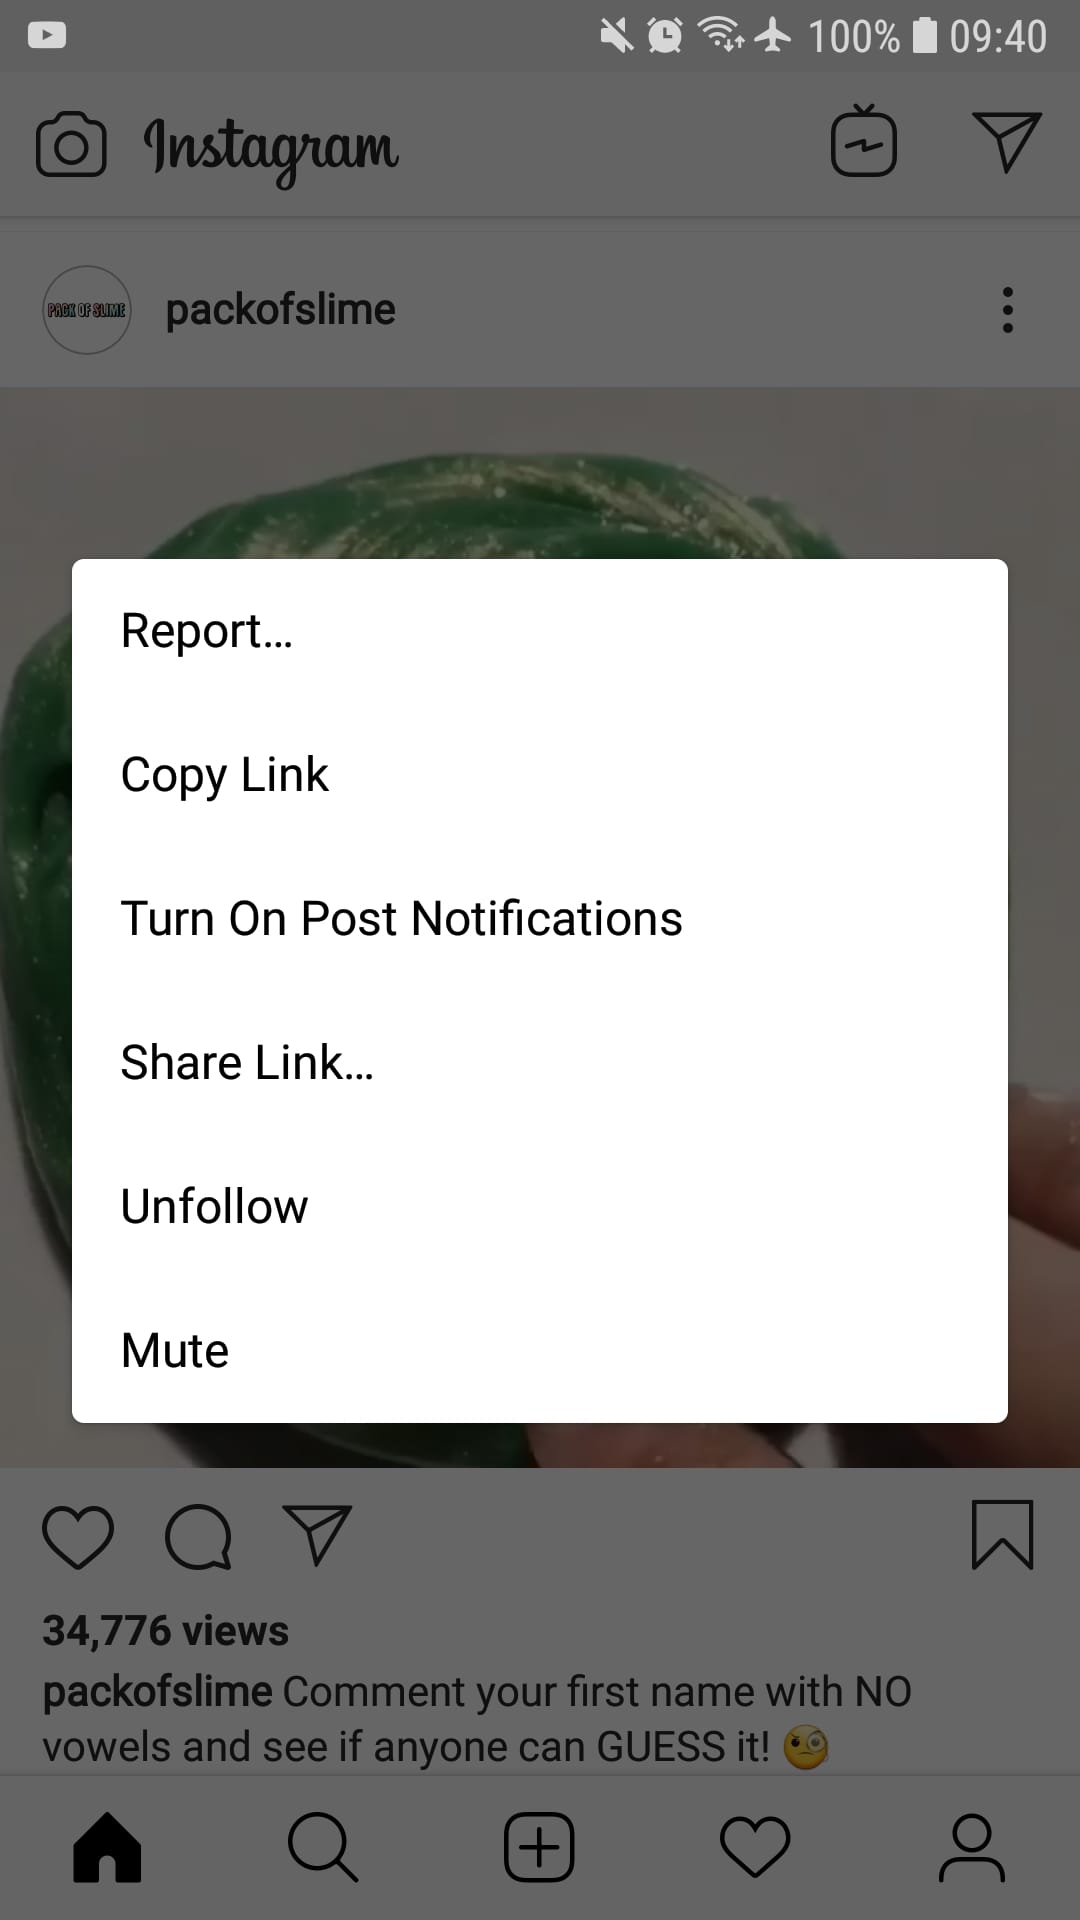 100% 09:40
Instagram
PACK OF SLIME packofslime
Report…
Copy Link
Turn On Post Notifications
Share Link…
Unfollow
Mute
34,776 views
packofslime Comment your first name with NO
vowels and see if anyone can GUESS it! 🧐